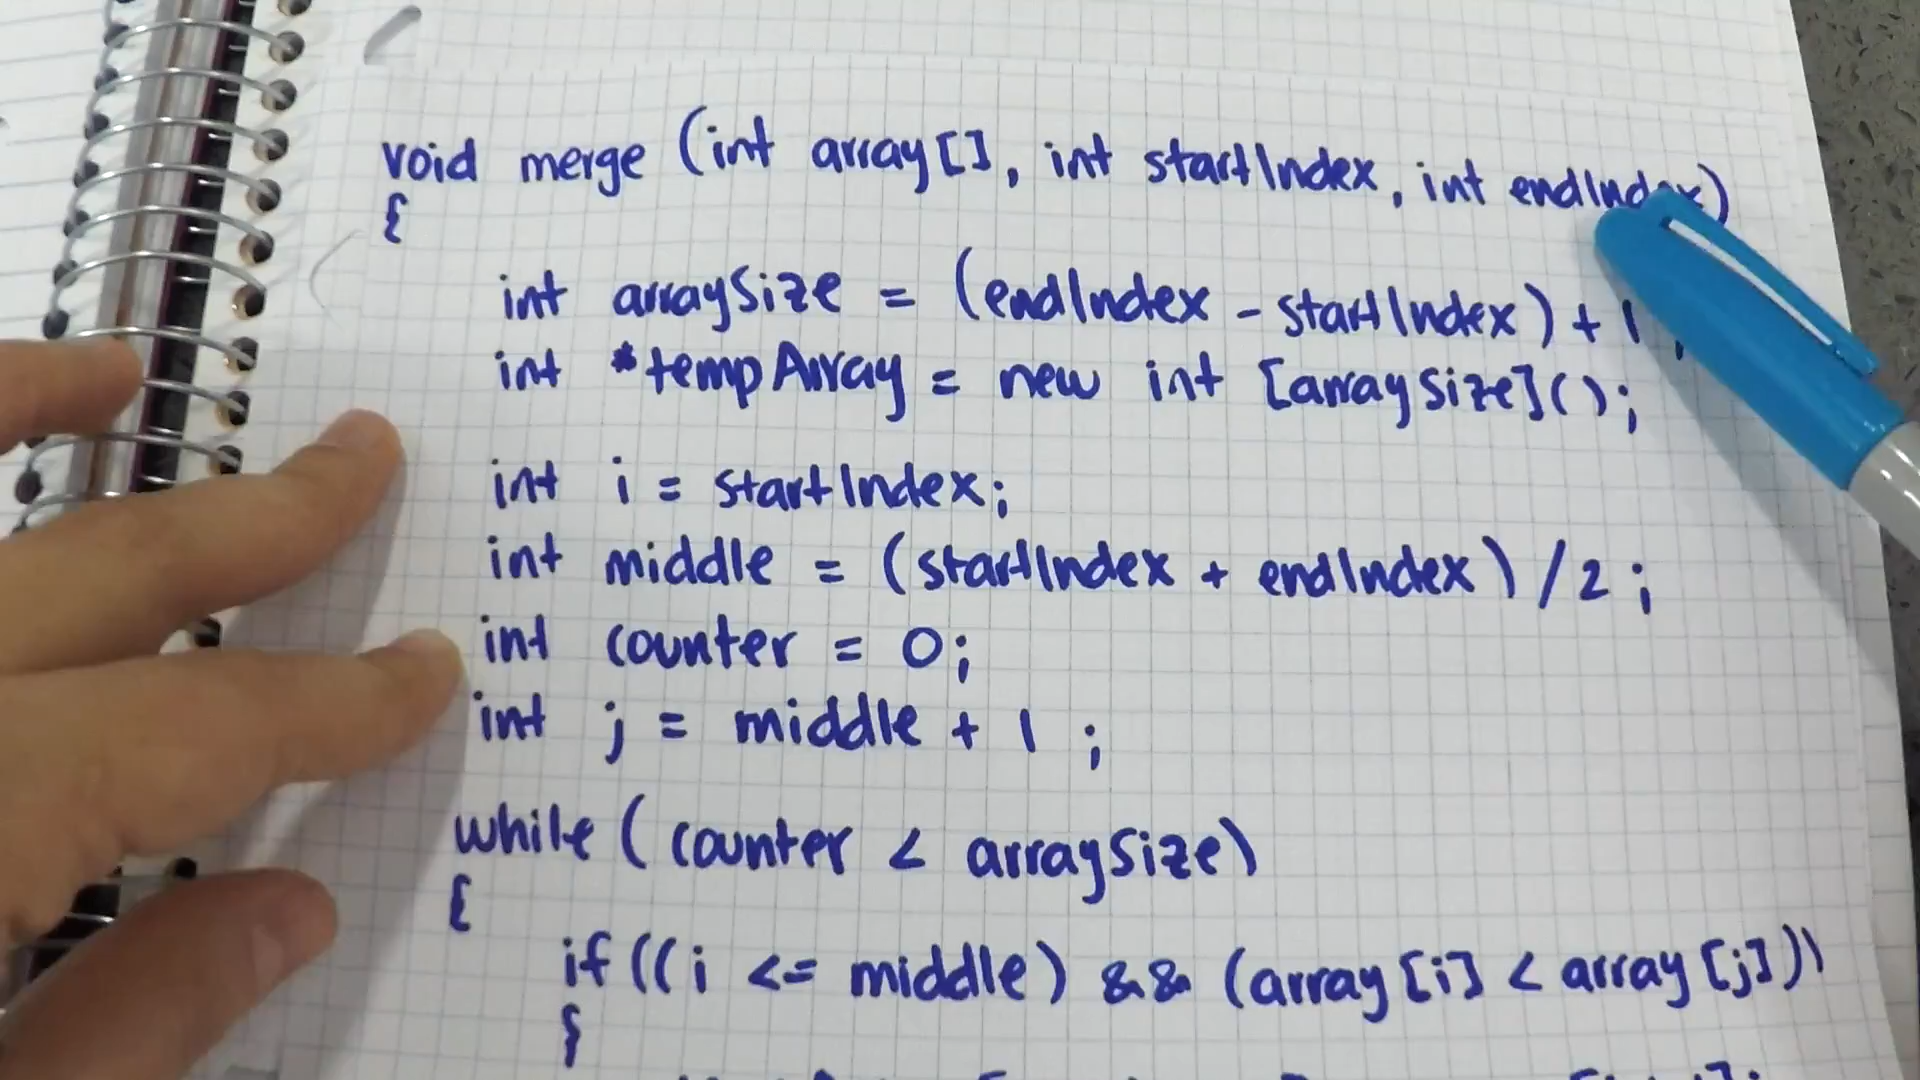 void merge (int array[], int startIndex, int endIndex)
{
int arraySize = (endIndex - startIndex) + 1;
int *tempArray = new int [arraySize]();
int i = startIndex;
int middle = (startIndex + endIndex) / 2 ;
int counter = 0;
int j = middle + 1 ;
while ( counter < arraySize)
{
if ((i <= middle) && (array[i] < array[j]))
{